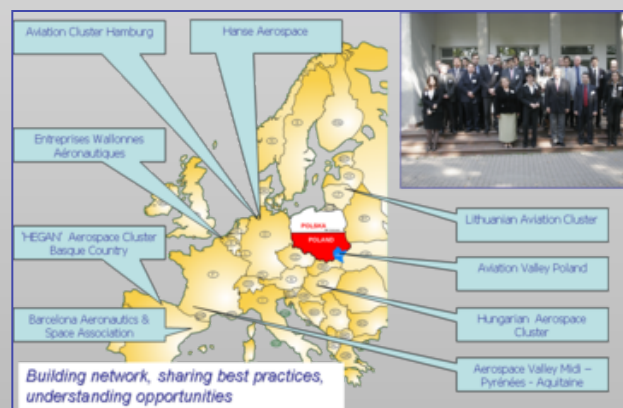 Aviation Cluster Hamburg
Hanse Aerospace
Entreprises Wallonnes
Aéronautiques
'HEGAN' Aerospace Cluster
Basque Country
Barcelona Aeronautics &
Space Association
POLSKA
POLAND
Lithuanian Aviation Cluster
Aviation Valley Poland
Hungarian Aerospace
Cluster
Aerospace Valley Midi –
Pyrénées - Aquitaine
Building network, sharing best practices,
understanding opportunities